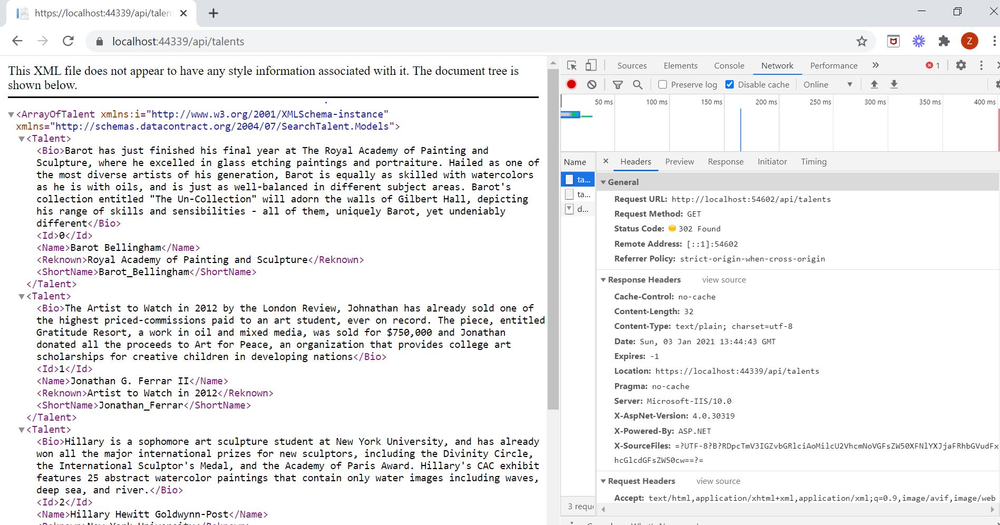 https://localhost:44339/api/talen
localhost:44339/api/talents
Z
This XML file does not appear to have any style information associated with it. The document tree is
shown below.
<ArrayOfTalent xmlns:i="http://www.w3.org/2001/XMLSchema-instance"
xmlns="http://schemas.datacontract.org/2004/07/SearchTalent.Models">
<Talent>
<Bio>Barot has just finished his final year at The Royal Academy of Painting and
Sculpture, where he excelled in glass etching paintings and portraiture. Hailed as one of
the most diverse artists of his generation, Barot is equally as skilled with watercolors
as he is with oils, and is just as well-balanced in different subject areas. Barot's
collection entitled "The Un-Collection" will adorn the walls of Gilbert Hall, depicting
his range of skills and sensibilities - all of them, uniquely Barot, yet undeniably
different</Bio>
<Id>0</Id>
<Name>Barot Bellingham</Name>
<Reknown>Royal Academy of Painting and Sculpture</Reknown>
<ShortName>Barot_Bellingham</ShortName>
</Talent>
<Talent>
<Bio>The Artist to Watch in 2012 by the London Review, Johnathan has already sold one of
the highest priced-commissions paid to an art student, ever on record. The piece, entitled
Gratitude Resort, a work in oil and mixed media, was sold for $750,000 and Jonathan
donated all the proceeds to Art for Peace, an organization that provides college art
scholarships for creative children in developing nations</Bio>
<Id>1</Id>
<Name>Jonathan G. Ferrar II</Name>
<Reknown>Artist to Watch in 2012</Reknown>
<ShortName>Jonathan_Ferrar</ShortName>
</Talent>
<Talent>
<Bio>Hillary is a sophomore art sculpture student at New York University, and has already
won all the major international prizes for new sculptors, including the Divinity Circle,
the International Sculptor's Medal, and the Academy of Paris Award. Hillary's CAC exhibit
features 25 abstract watercolor paintings that contain only water images including waves,
deep sea, and river.</Bio>
<Id>2</Id>
<Name>Hillary Hewitt Goldwynn-Post</Name>
<Reknown>New York University</Reknown>
Sources Elements Console Network Performance » 1
Preserve log Disable cache Online
50 ms 100 ms 150 ms 200 ms 250 ms 300 ms 350 ms 400 ms
Name
ta...
ta...
d...
3 reque
Headers Preview Response Initiator Timing
General
Request URL: http://localhost:54602/api/talents
Request Method: GET
Status Code: 302 Found
Remote Address: [::1]:54602
Referrer Policy: strict-origin-when-cross-origin
Response Headers view source
Cache-Control: no-cache
Content-Length: 32
Content-Type: text/plain; charset=utf-8
Date: Sun, 03 Jan 2021 13:44:43 GMT
Expires: -1
Location: https://localhost:44339/api/talents
Pragma: no-cache
Server: Microsoft-IIS/10.0
X-AspNet-Version: 4.0.30319
X-Powered-By: ASP.NET
X-SourceFiles: =?UTF-8?B?RDpcTmV3IGZvbGRlciAoMilcU2VhcmNoVGFsZW50XFNlYXJjaFRhbGVudFx
hcGlcdGFsZW50cw==?=
Request Headers view source
Accept: text/html,application/xhtml+xml,application/xml;q=0.9,image/avif,image/web